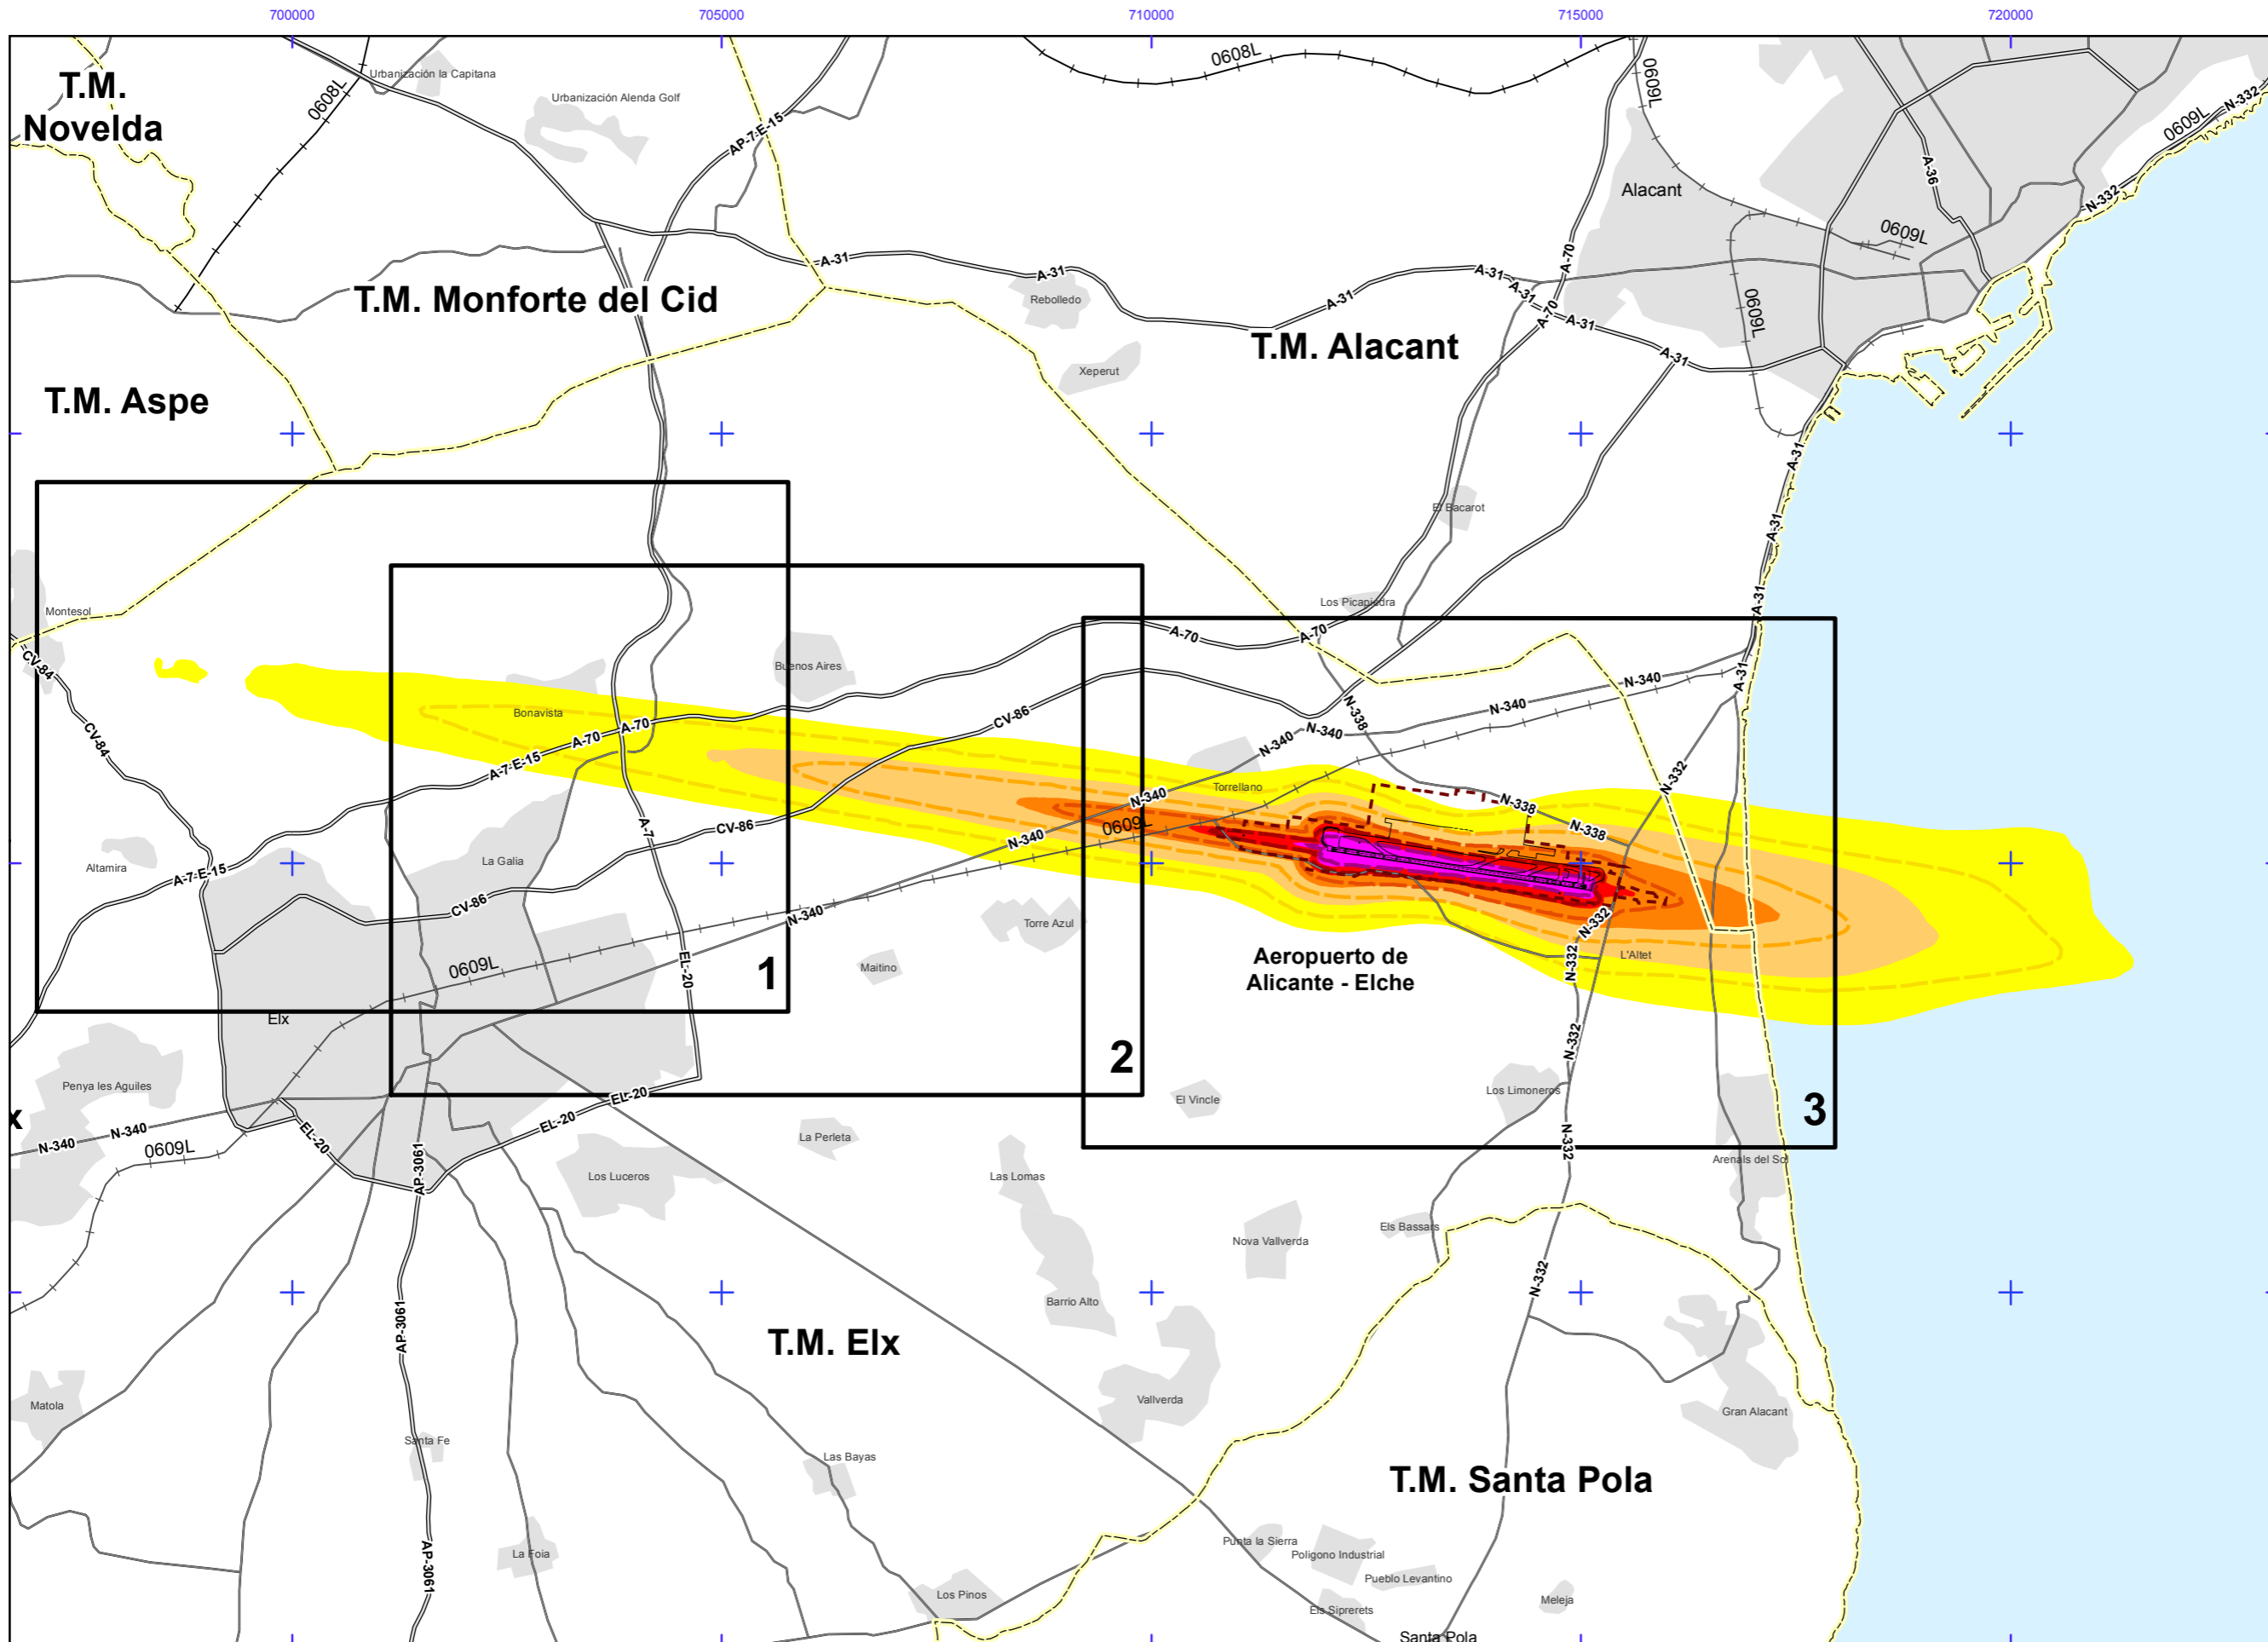 700000 705000 710000 715000 720000
T.M.
Novelda
Urbanización la Capitana
Urbanización Alenda Golf
0608L
0608L
AP-7-E-15
0609L
0609L
N-332
A-36
N-332
Alacant
0609L
A-31
A-31
A-31
A-31
A-31
A-31
A-31
A-70
A-70
0609L
Rebolledo
T.M. Monforte del Cid
T.M. Alacant
Xeperut
T.M. Aspe
A-31
A-31
A-31
A-31
El Bacarot
Los Picapiedra
Montesol
CV-84
CV-84
Buenos Aires
Bonavista
A-70
A-70
A-70
A-70
A-7-E-15
A-7-E-15
CV-86
CV-86
CV-86
N-338
N-338
N-338
N-340
N-340
N-340
N-340
N-340
N-340
N-340
N-332
Torrellano
0609L
A-7
La Galia
Altamira
Torre Azul
Maitino
0609L
EL-20
1
Aeropuerto de
Alicante - Elche
N-332
N-332
L'Altet
N-332
Elx
2
3
Penya les Aguiles
x
N-340
N-340
0609L
EL-20
EL-20
EL-20
AP-3061
El Vincle
Los Limoneros
La Perleta
Los Luceros
Las Lomas
N-332
Arenals del Sol
Els Bassars
Nova Vallverda
N-332
Barrio Alto
AP-3061
T.M. Elx
Vallverda
Gran Alacant
Matola
Santa Fe
Las Bayas
T.M. Santa Pola
AP-3061
La Foia
Punta la Sierra
Poligono Industrial
Pueblo Levantino
Los Pinos
Els Siprerets
Meleja
Santa Pola